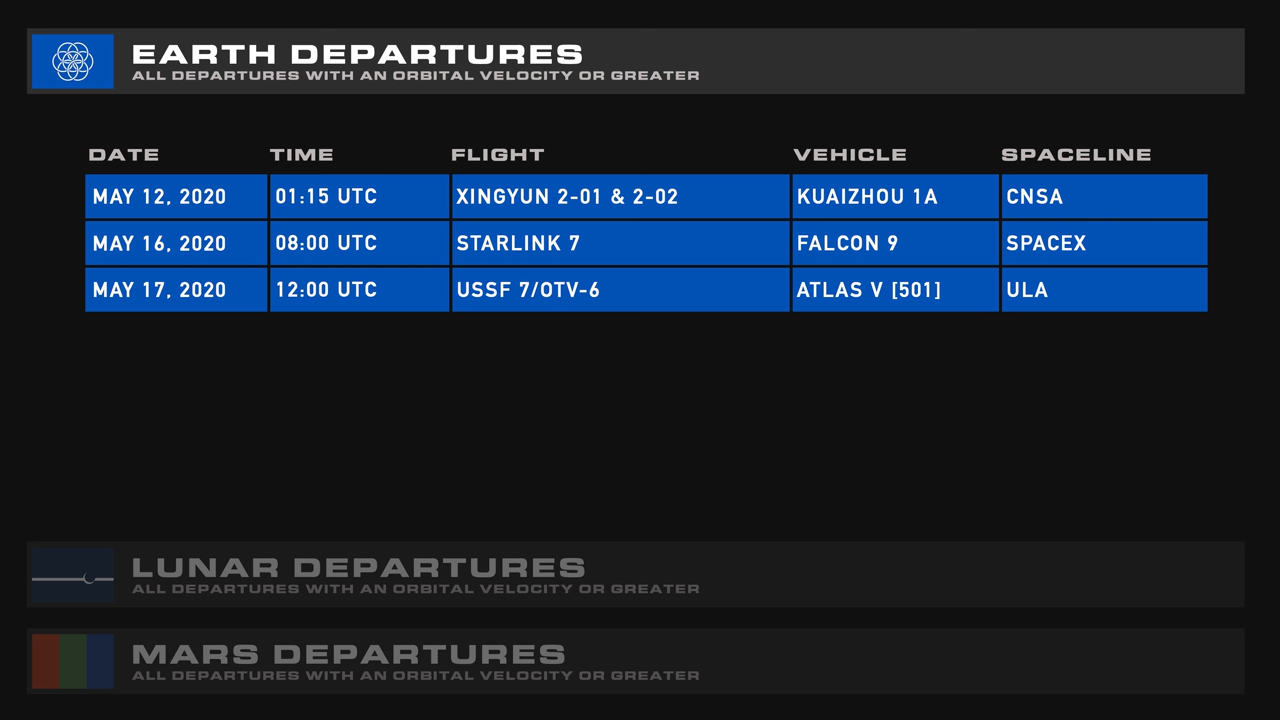 EARTH DEPARTURES
ALL DEPARTURES WITH AN ORBITAL VELOCITY OR GREATER
DATE TIME FLIGHT VEHICLE SPACELINE
MAY 12, 2020 01:15 UTC XINGYUN 2-01 & 2-02 KUAIZHOU 1A CNSA
MAY 16, 2020 08:00 UTC STARLINK 7 FALCON 9 SPACEX
MAY 17, 2020 12:00 UTC USSF 7/OTV-6 ATLAS V [501] ULA
LUNAR DEPARTURES
ALL DEPARTURES WITH AN ORBITAL VELOCITY OR GREATER
MARS DEPARTURES
ALL DEPARTURES WITH AN ORBITAL VELOCITY OR GREATER